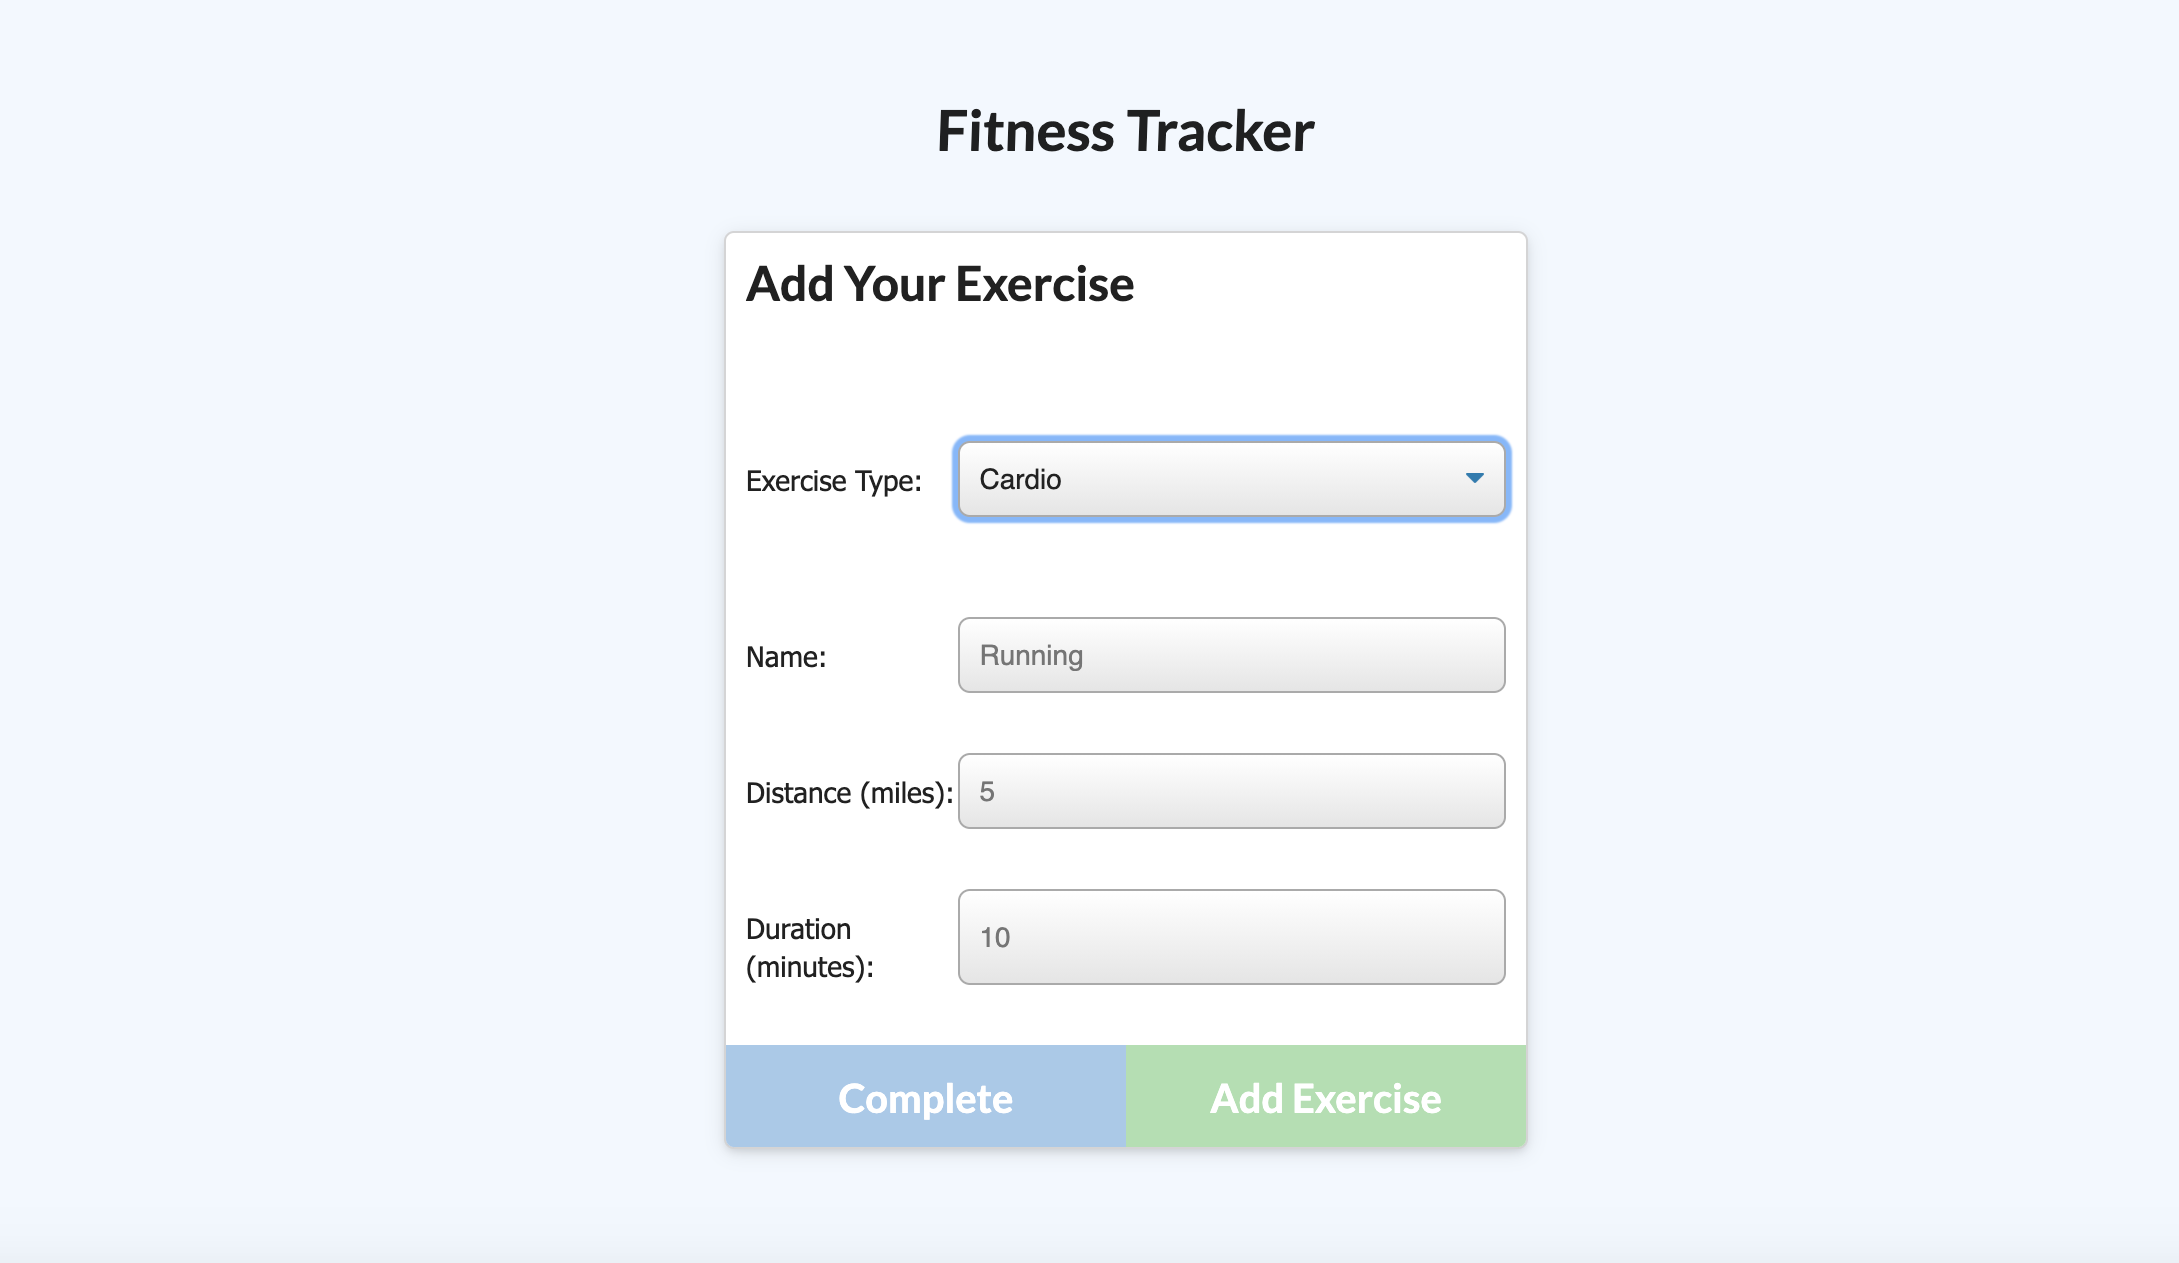 Fitness Tracker
Add Your Exercise
Exercise Type: Cardio
Name: Running
Distance (miles): 5
Duration
(minutes): 10
Complete Add Exercise